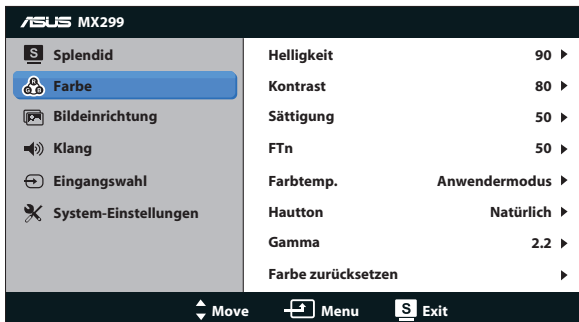 ASUS MX299
S Splendid
R G B Farbe
Bildeinrichtung
Klang
Eingangswahl
System-Einstellungen
Helligkeit 90
Kontrast 80
Sättigung 50
FTn 50
Farbtemp. Anwendermodus
Hautton Natürlich
Gamma 2.2
Farbe zurücksetzen
Move Menu S Exit